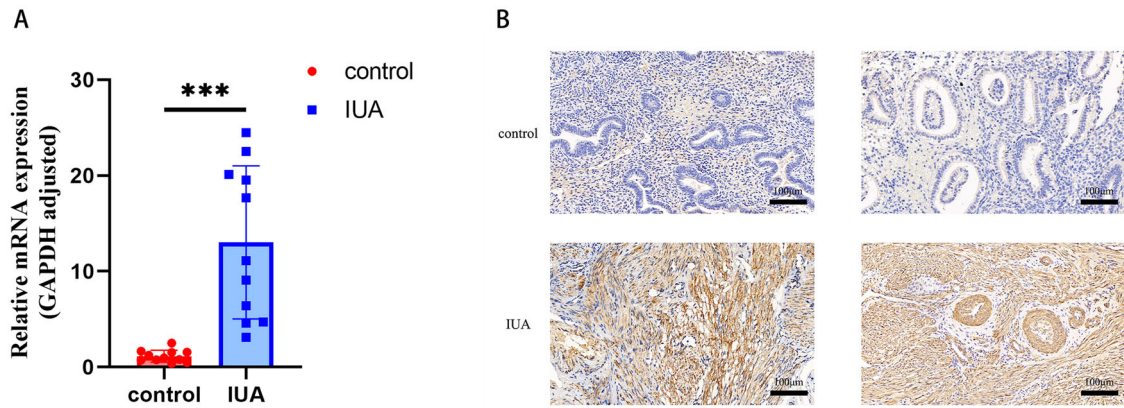 A
Relative mRNA expression
(GAPDH adjusted)
30
20
10
0
***
control
IUA
control
IUA
B
control
100μm
100μm
IUA
100μm
100μm